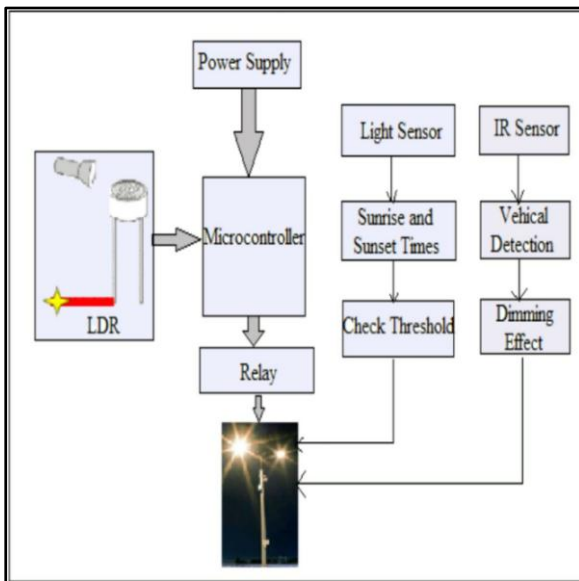 Power Supply
Light Sensor
IR Sensor
Microcontroller
Sunrise and
Sunset Times
Vehical
Detection
LDR
Check Threshold
Dimming
Effect
Relay